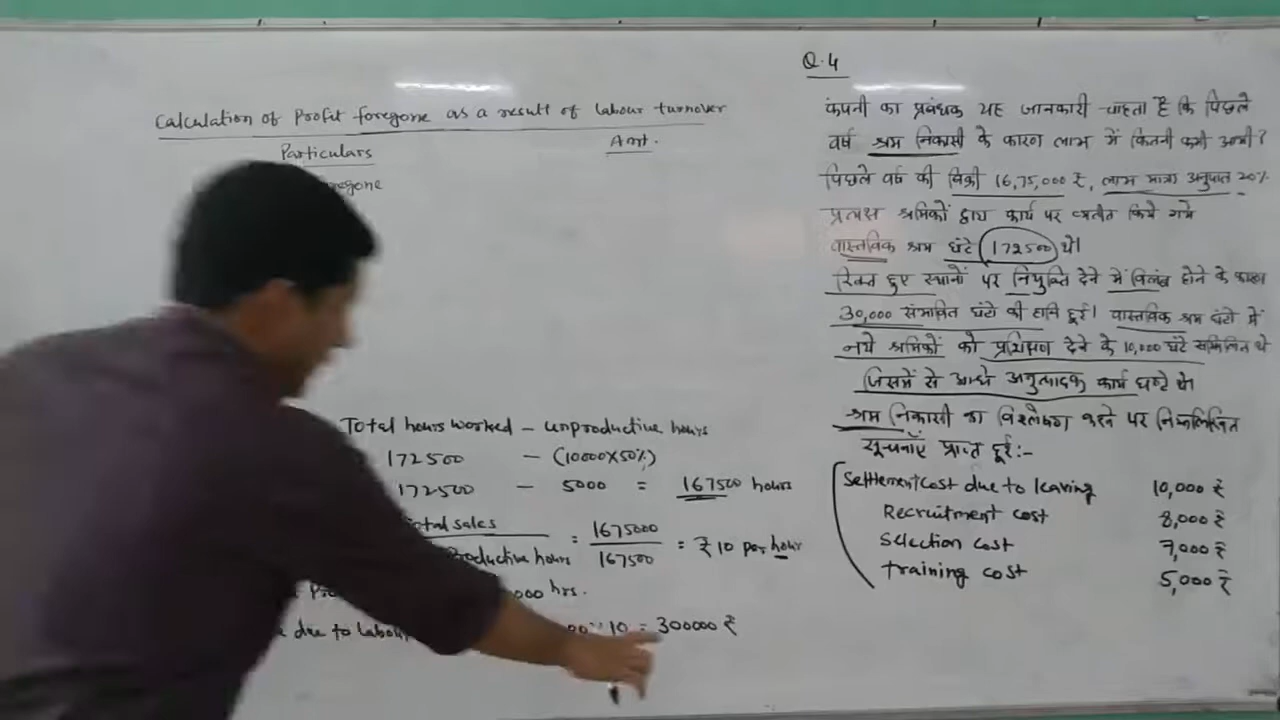 Calculation of Profit foregone as a result of labour turnover
Particulars Amt.
foregone
Total hours worked - unproductive hours
172500 - (10000×50%)
172500 - 5000 = 167500 hours
Total sales
Productive hours = 1675000 / 167500 = ₹10 per hour
hrs.
due to labour 10 = 300000 ₹
Q.4
कंपनी का प्रबंधक यह जानकारी चाहता है कि पिछले
वर्ष श्रम निकासी के कारण लाभ में कितनी कमी आयी?
पिछले वर्ष की बिक्री 16,75,000 ₹, लाभ मात्रा अनुपात 20%
प्रत्यक्ष श्रमिकों द्वारा कार्य पर व्यतीत किये गये
वास्तविक श्रम घंटे 172500 थे।
रिक्त हुए स्थानों पर नियुक्ति देने में विलंब होने के कारण
30,000 संभावित घंटो की हानि हुई। वास्तविक श्रम घंटो में
नये श्रमिकों को प्रशिक्षण देने के 10,000 घंटे सम्मिलित थे
जिसमें से आधे अनुत्पादक कार्य घण्टे थे।
श्रम निकासी का विश्लेषण करने पर निम्नलिखित
सूचनाएँ प्राप्त हुई:-
Settlement cost due to leaving 10,000 ₹
Recruitment cost 8,000 ₹
Selection cost 7,000 ₹
training cost 5,000 ₹